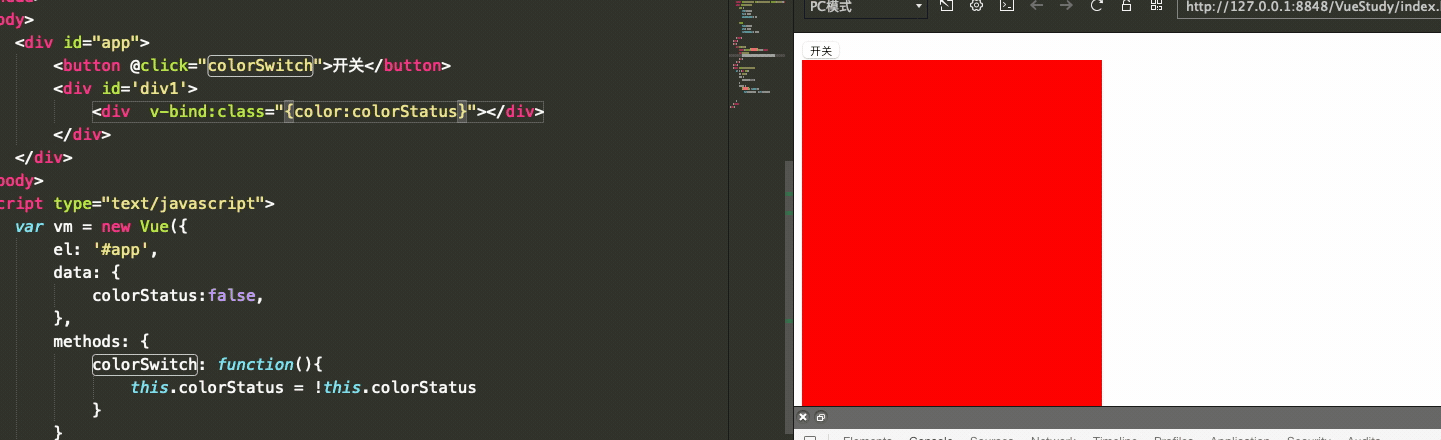 body>
<div id="app">
<button @click="colorSwitch">开关</button>
<div id='div1'>
<div  v-bind:class="{color:colorStatus}"></div>
</div>
</div>
body>
cript type="text/javascript">
var vm = new Vue({
el: '#app',
data: {
colorStatus:false,
},
methods: {
colorSwitch: function(){
this.colorStatus = !this.colorStatus
}
}
PC模式
http://127.0.0.1:8848/VueStudy/index.
开关
Elements Console Sources Network Timeline Profiles Application Security Audits